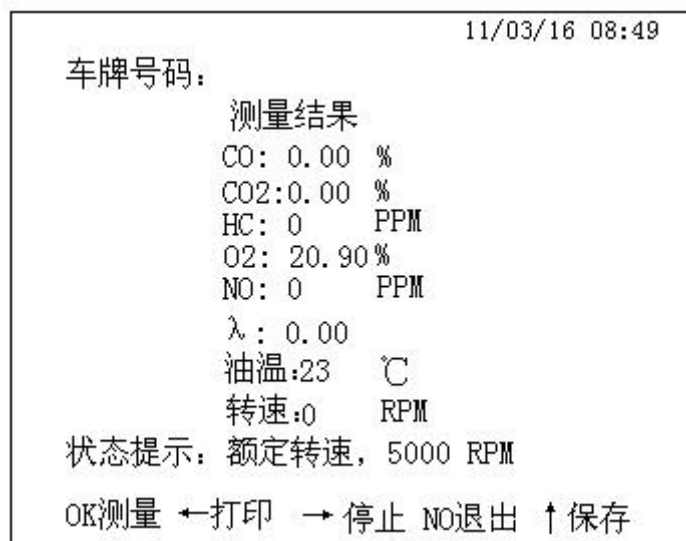 11/03/16 08:49
车牌号码:
测量结果
CO: 0.00 %
CO2:0.00 %
HC: 0 PPM
O2: 20.90%
NO: 0 PPM
λ: 0.00
油温:23 ℃
转速:0 RPM
状态提示: 额定转速, 5000 RPM
OK测量 ←打印 → 停止 NO退出 ↑保存